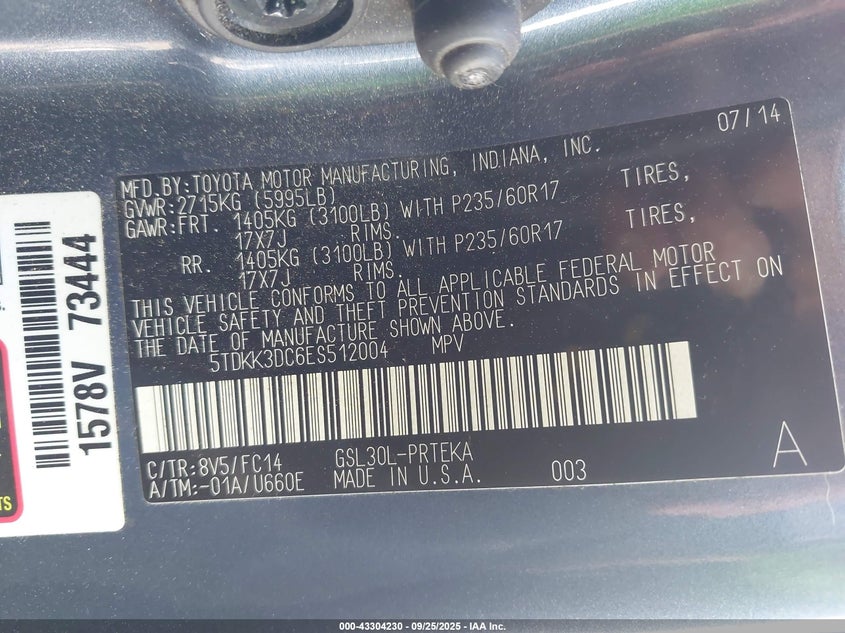 07/14
MFD.BY:TOYOTA MOTOR MANUFACTURING, INDIANA, INC.
GVWR:2715KG (5995LB)
GAWR:FRT. 1405KG (3100LB) WITH P235/60R17 TIRES,
17X7J RIMS.
RR. 1405KG (3100LB) WITH P235/60R17 TIRES,
17X7J RIMS.
THIS VEHICLE CONFORMS TO ALL APPLICABLE FEDERAL MOTOR
VEHICLE SAFETY AND THEFT PREVENTION STANDARDS IN EFFECT ON
THE DATE OF MANUFACTURE SHOWN ABOVE.
5TDKK3DC6ES512004 MPV
C/TR:8V5/FC14 GSL30L-PRTEKA
A/TM:-01A/U660E MADE IN U.S.A. 003 A
1578V 73444
TS
000-43304230 - 09/25/2025 - IAA Inc.